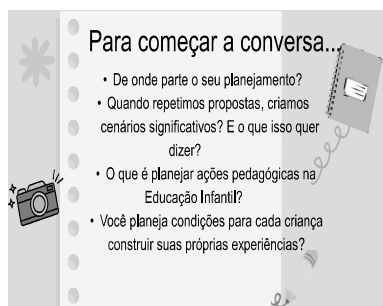 Para começar a conversa...
• De onde parte o seu planejamento?
• Quando repetimos propostas, criamos
cenários significativos? E o que isso quer
dizer?
• O que é planejar ações pedagógicas na
Educação Infantil?
• Você planeja condições para cada criança
construir suas próprias experiências?